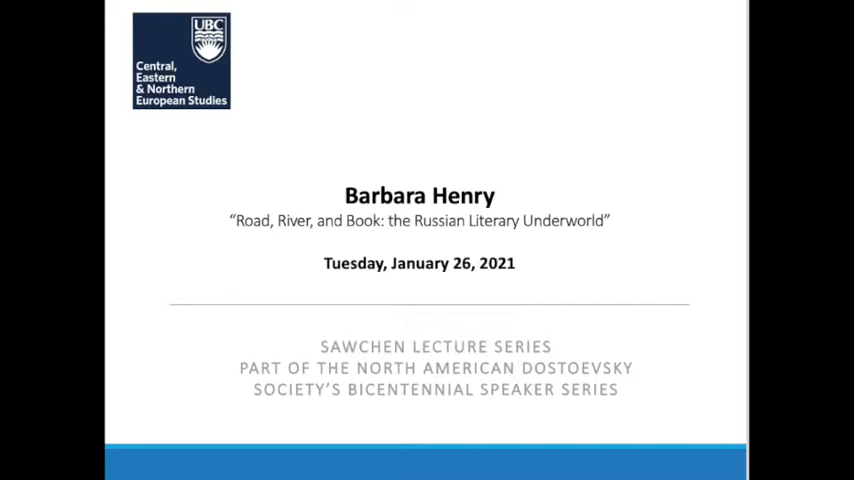 UBC
Central,
Eastern
& Northern
European Studies
Barbara Henry
“Road, River, and Book: the Russian Literary Underworld”
Tuesday, January 26, 2021
SAWCHEN LECTURE SERIES
PART OF THE NORTH AMERICAN DOSTOEVSKY
SOCIETY’S BICENTENNIAL SPEAKER SERIES